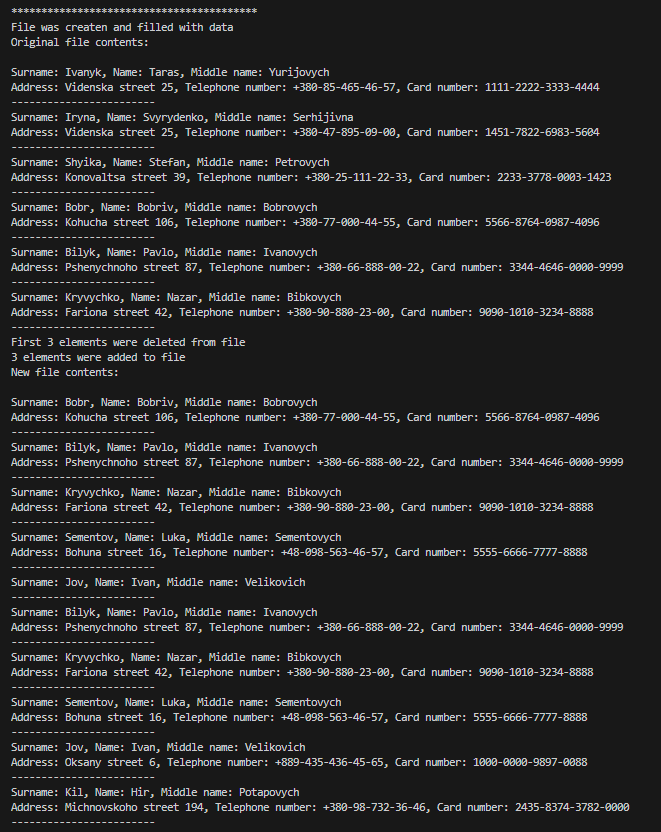 *****************************************
File was createn and filled with data
Original file contents:
Surname: Ivanyk, Name: Taras, Middle name: Yurijovych
Address: Videnska street 25, Telephone number: +380-85-465-46-57, Card number: 1111-2222-3333-4444
------------------------
Surname: Iryna, Name: Svyrydenko, Middle name: Serhijivna
Address: Videnska street 25, Telephone number: +380-47-895-09-00, Card number: 1451-7822-6983-5604
------------------------
Surname: Shyika, Name: Stefan, Middle name: Petrovych
Address: Konovaltsa street 39, Telephone number: +380-25-111-22-33, Card number: 2233-3778-0003-1423
------------------------
Surname: Bobr, Name: Bobriv, Middle name: Bobrovych
Address: Kohucha street 106, Telephone number: +380-77-000-44-55, Card number: 5566-8764-0987-4096
------------------------
Surname: Bilyk, Name: Pavlo, Middle name: Ivanovych
Address: Pshenychnoho street 87, Telephone number: +380-66-888-00-22, Card number: 3344-4646-0000-9999
------------------------
Surname: Kryvychko, Name: Nazar, Middle name: Bibkovych
Address: Fariona street 42, Telephone number: +380-90-880-23-00, Card number: 9090-1010-3234-8888
------------------------
First 3 elements were deleted from file
3 elements were added to file
New file contents:
Surname: Bobr, Name: Bobriv, Middle name: Bobrovych
Address: Kohucha street 106, Telephone number: +380-77-000-44-55, Card number: 5566-8764-0987-4096
------------------------
Surname: Bilyk, Name: Pavlo, Middle name: Ivanovych
Address: Pshenychnoho street 87, Telephone number: +380-66-888-00-22, Card number: 3344-4646-0000-9999
------------------------
Surname: Kryvychko, Name: Nazar, Middle name: Bibkovych
Address: Fariona street 42, Telephone number: +380-90-880-23-00, Card number: 9090-1010-3234-8888
------------------------
Surname: Sementov, Name: Luka, Middle name: Sementovych
Address: Bohuna street 16, Telephone number: +48-098-563-46-57, Card number: 5555-6666-7777-8888
------------------------
Surname: Jov, Name: Ivan, Middle name: Velikovich
------------------------
Surname: Bilyk, Name: Pavlo, Middle name: Ivanovych
Address: Pshenychnoho street 87, Telephone number: +380-66-888-00-22, Card number: 3344-4646-0000-9999
------------------------
Surname: Kryvychko, Name: Nazar, Middle name: Bibkovych
Address: Fariona street 42, Telephone number: +380-90-880-23-00, Card number: 9090-1010-3234-8888
------------------------
Surname: Sementov, Name: Luka, Middle name: Sementovych
Address: Bohuna street 16, Telephone number: +48-098-563-46-57, Card number: 5555-6666-7777-8888
------------------------
Surname: Jov, Name: Ivan, Middle name: Velikovich
Address: Oksany street 6, Telephone number: +889-435-436-45-65, Card number: 1000-0000-9897-0088
------------------------
Surname: Kil, Name: Hir, Middle name: Potapovych
Address: Michnovskoho street 194, Telephone number: +380-98-732-36-46, Card number: 2435-8374-3782-0000
------------------------